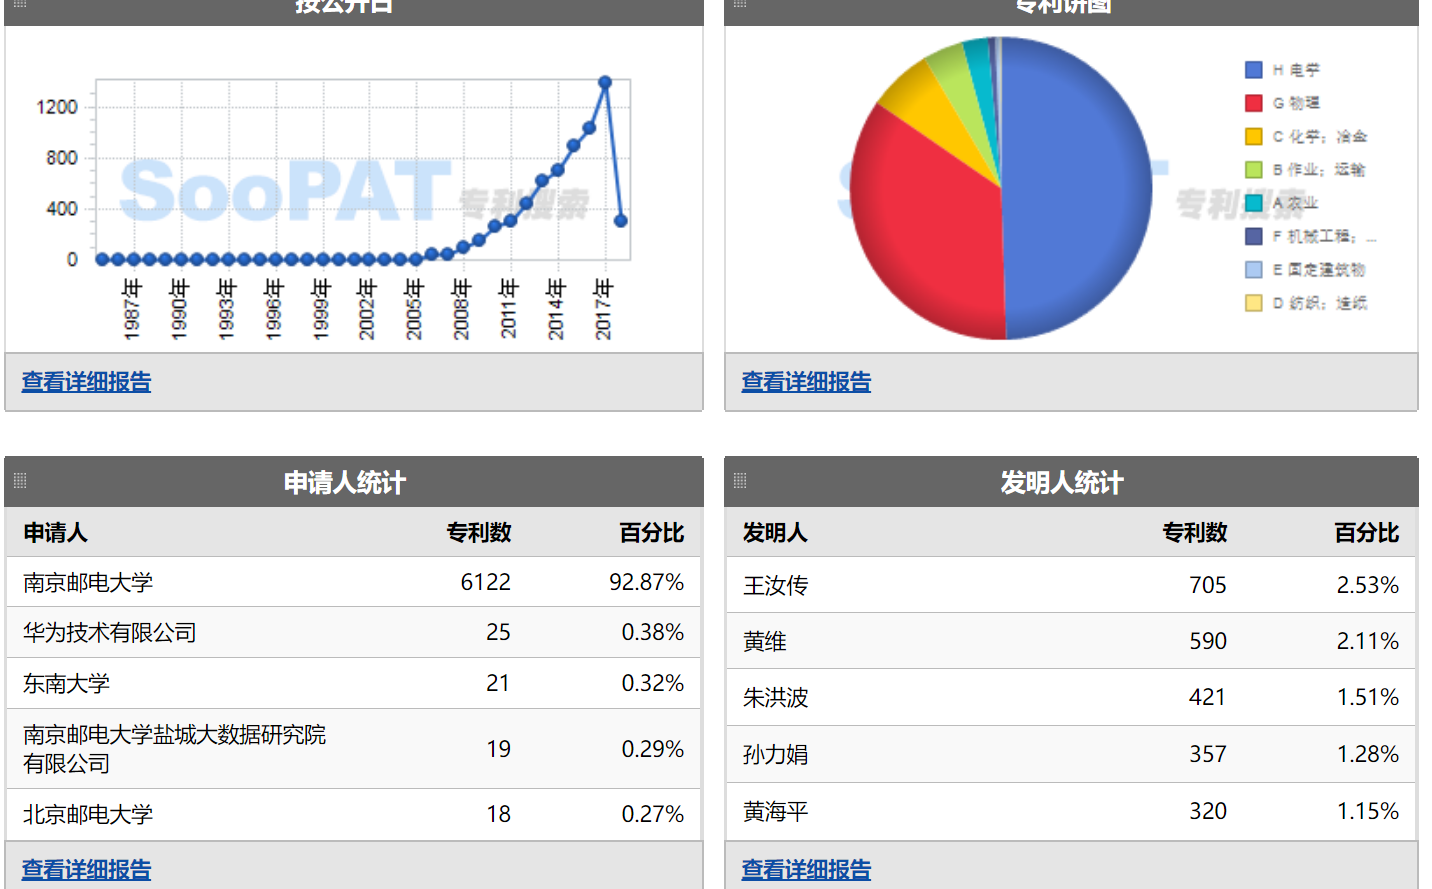 按公开日
专利饼图
1200
800
400
0
SooPAT 专利搜索
1987年
1990年
1993年
1996年
1999年
2002年
2005年
2008年
2011年
2014年
2017年
H 电学
G 物理
C 化学；冶金
B 作业；运输
A 农业
F 机械工程；...
E 固定建筑物
D 纺织；造纸
专利搜索
查看详细报告
查看详细报告
申请人统计
申请人 专利数 百分比
南京邮电大学 6122 92.87%
华为技术有限公司 25 0.38%
东南大学 21 0.32%
南京邮电大学盐城大数据研究院
有限公司 19 0.29%
北京邮电大学 18 0.27%
查看详细报告
发明人统计
发明人 专利数 百分比
王汝传 705 2.53%
黄维 590 2.11%
朱洪波 421 1.51%
孙力娟 357 1.28%
黄海平 320 1.15%
查看详细报告